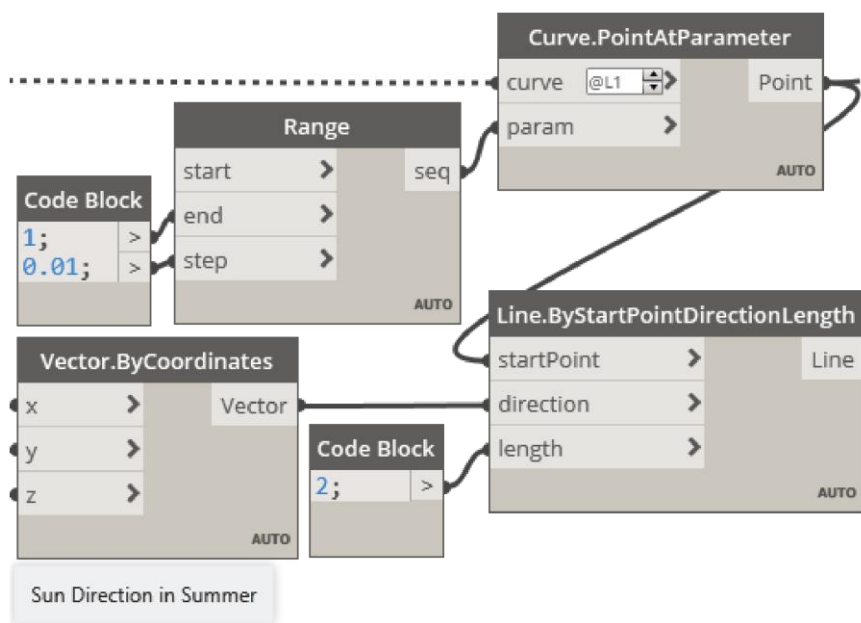 Curve.PointAtParameter
curve @L1 > Point
param >
AUTO
Range
start > seq
end >
step >
AUTO
Code Block
1; >
0.01; >
Line.ByStartPointDirectionLength
startPoint > Line
direction >
length >
AUTO
Vector.ByCoordinates
x > Vector
y >
z >
AUTO
Code Block
2; >
Sun Direction in Summer